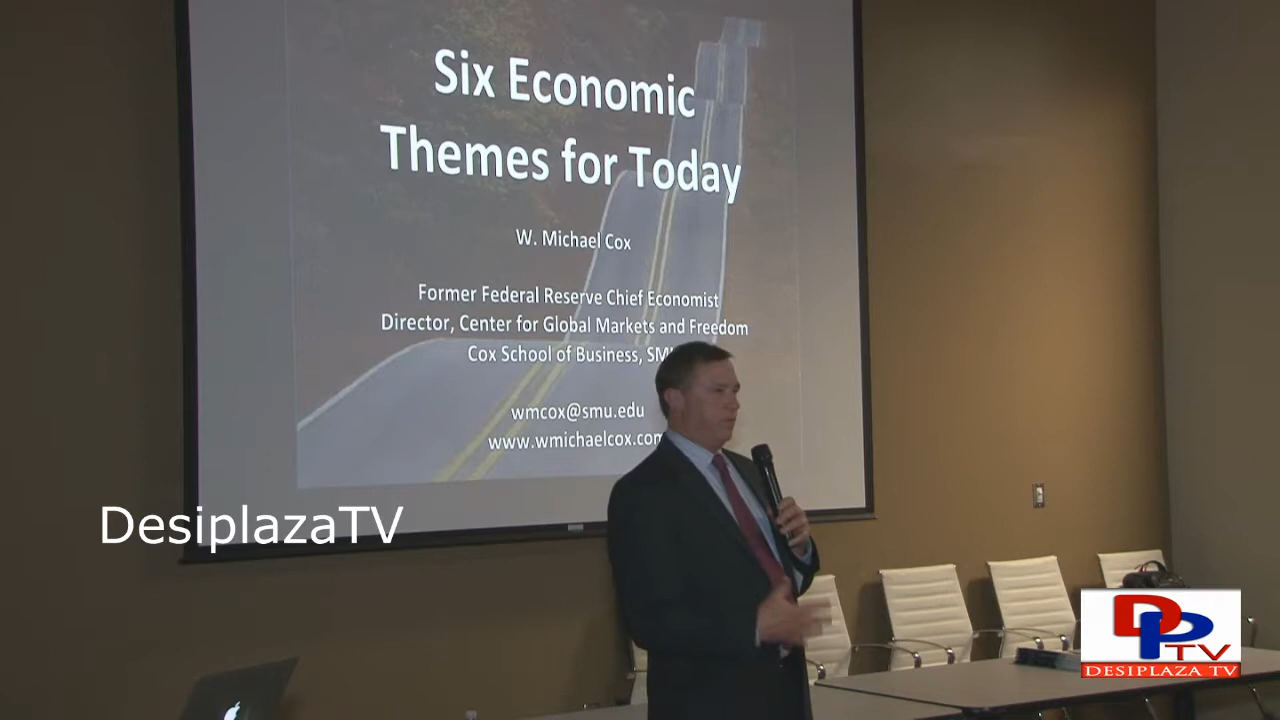 Six Economic
Themes for Today
W. Michael Cox
Former Federal Reserve Chief Economist
Director, Center for Global Markets and Freedom
Cox School of Business,
wmcox@smu.edu
www.wmichaelcox.com
DesiplazaTV
DP TV
DESIPLAZA TV